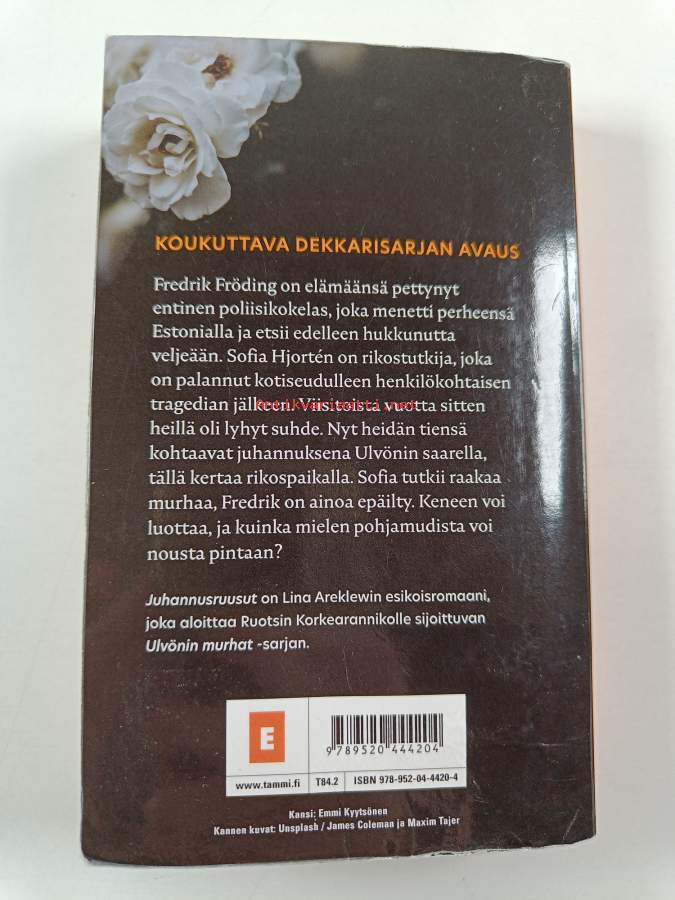 KOUKUTTAVA DEKKARISARJAN AVAUS
Fredrik Fröding on elämäänsä pettynyt
entinen poliisikokelas, joka menetti perheensä
Estonialla ja etsii edelleen hukkunutta
veljeään. Sofia Hjortén on rikostutkija, joka
on palannut kotiseudulleen henkilökohtaisen
tragedian jälkeen. Viisitoista vuotta sitten
Antikvariaatti.net
heillä oli lyhyt suhde. Nyt heidän tiensä
kohtaavat juhannuksena Ulvönin saarella,
tällä kertaa rikospaikalla. Sofia tutkii raakaa
murhaa, Fredrik on ainoa epäilty. Keneen voi
luottaa, ja kuinka mielen pohjamudista voi
nousta pintaan?
Juhannusruusut on Lina Areklewin esikoisromaani,
joka aloittaa Ruotsin Korkearannikolle sijoittuvan
Ulvönin murhat -sarjan.
E
9 789520 444204
www.tammi.fi T84.2 ISBN 978-952-04-4420-4
Kansi: Emmi Kyytsönen
Kannen kuvat: Unsplash / James Coleman ja Maxim Tajer